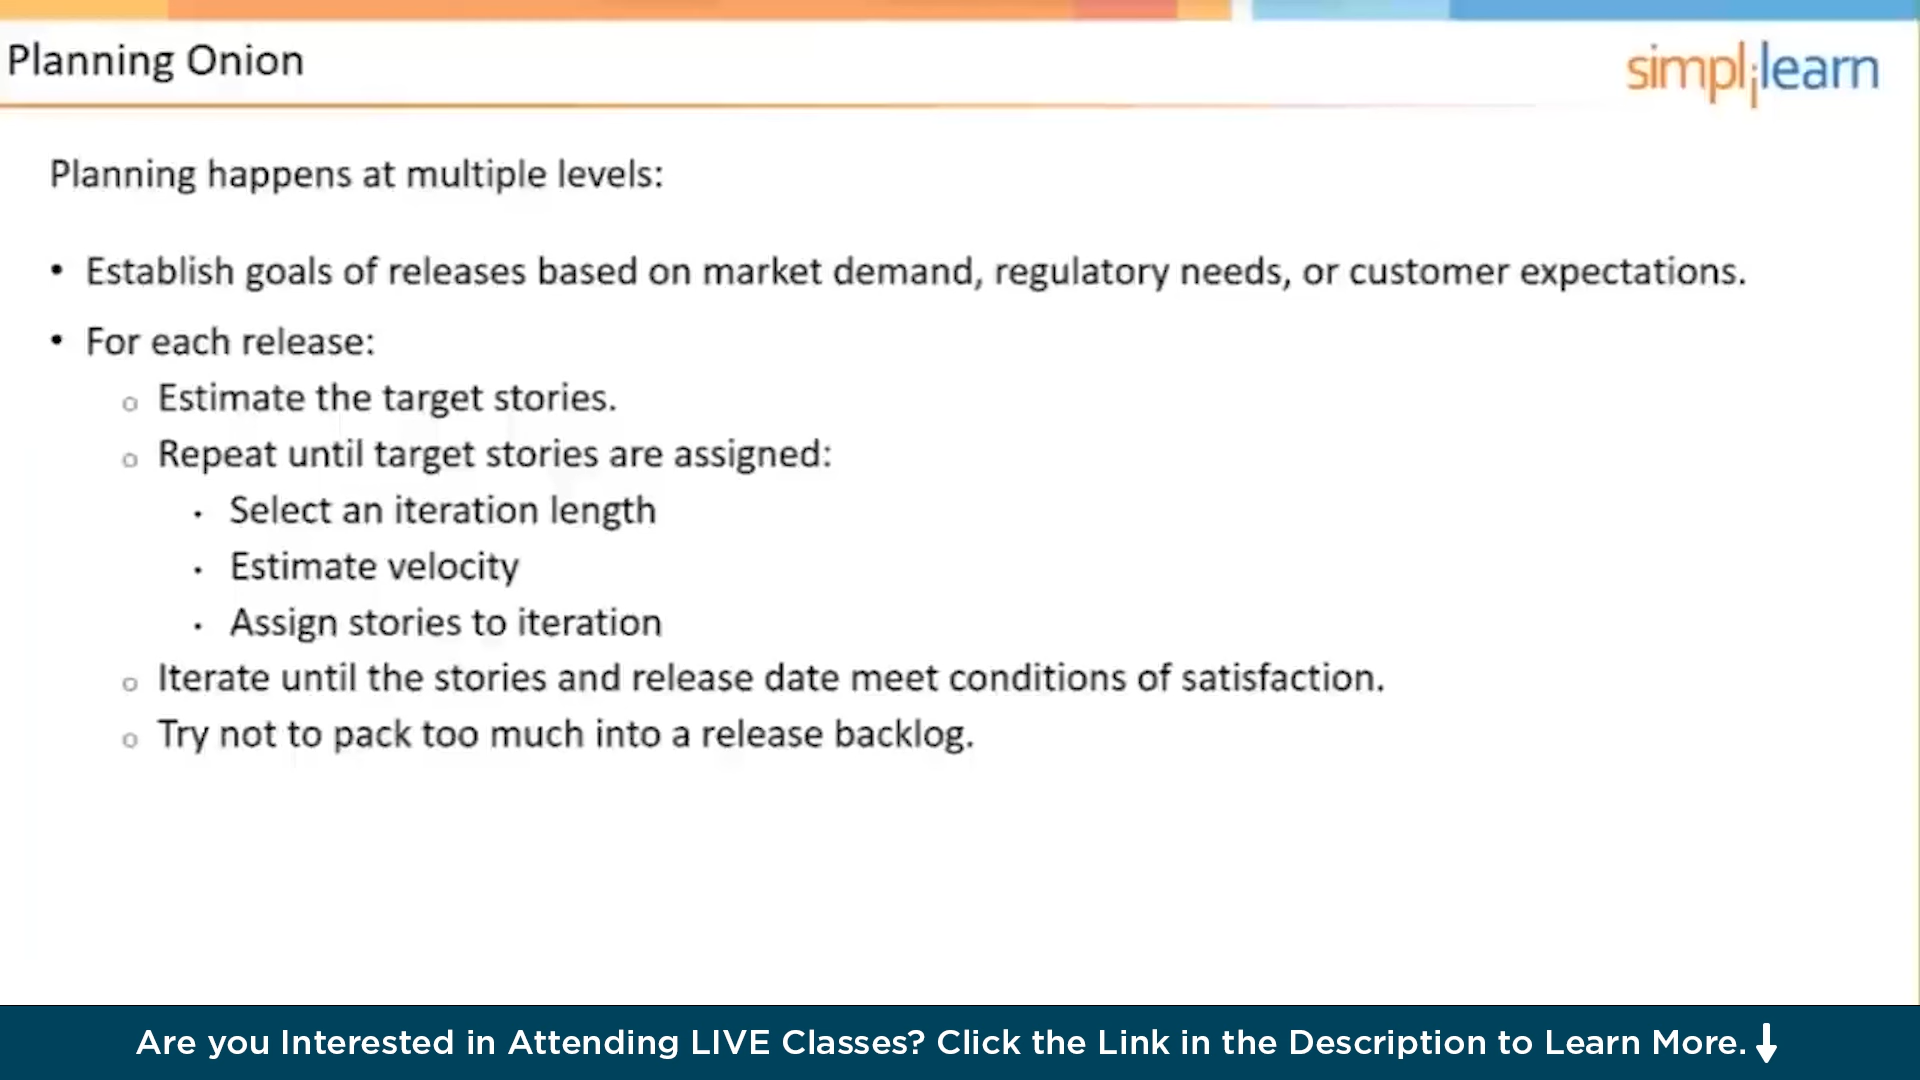 Planning Onion
simplilearn
Planning happens at multiple levels:
• Establish goals of releases based on market demand, regulatory needs, or customer expectations.
• For each release:
o Estimate the target stories.
o Repeat until target stories are assigned:
• Select an iteration length
• Estimate velocity
• Assign stories to iteration
o Iterate until the stories and release date meet conditions of satisfaction.
o Try not to pack too much into a release backlog.
Are you Interested in Attending LIVE Classes? Click the Link in the Description to Learn More.